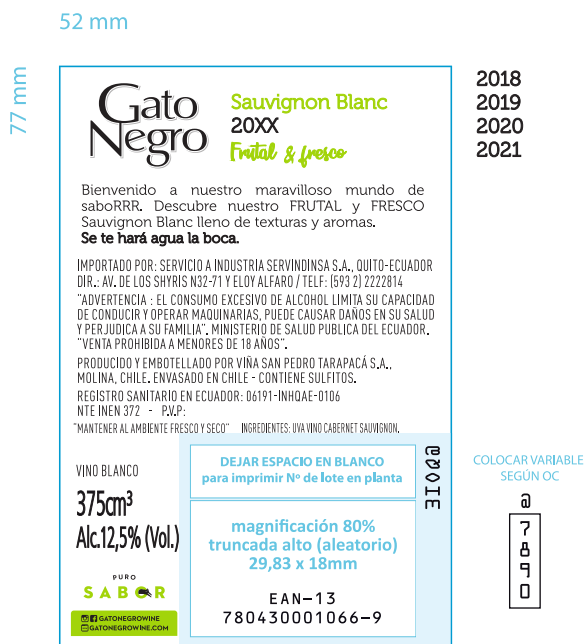 52 mm
77 mm
Gato
Negro
Sauvignon Blanc
20XX
Frutal & fresco
2018
2019
2020
2021
Bienvenido a nuestro maravilloso mundo de
saboRRR. Descubre nuestro FRUTAL y FRESCO
Sauvignon Blanc lleno de texturas y aromas.
Se te hará agua la boca.
IMPORTADO POR: SERVICIO A INDUSTRIA SERVINDINSA S.A., QUITO-ECUADOR
DIR.: AV. DE LOS SHYRIS N32-71 Y ELOY ALFARO / TELF: (593 2) 2222814
"ADVERTENCIA : EL CONSUMO EXCESIVO DE ALCOHOL LIMITA SU CAPACIDAD
DE CONDUCIR Y OPERAR MAQUINARIAS, PUEDE CAUSAR DAÑOS EN SU SALUD
Y PERJUDICA A SU FAMILIA". MINISTERIO DE SALUD PUBLICA DEL ECUADOR.
"VENTA PROHIBIDA A MENORES DE 18 AÑOS".
PRODUCIDO Y EMBOTELLADO POR VIÑA SAN PEDRO TARAPACÁ S.A.,
MOLINA, CHILE. ENVASADO EN CHILE - CONTIENE SULFITOS.
REGISTRO SANITARIO EN ECUADOR: 06191-INHQAE-0106
NTE INEN 372 - P.V.P:
"MANTENER AL AMBIENTE FRESCO Y SECO" INGREDIENTES: UVA VINO CABERNET SAUVIGNON.
VINO BLANCO
375cm³
Alc.12,5% (Vol.)
PURO
SABOR
GATONEGROWINE
GATONEGROWINE.COM
DEJAR ESPACIO EN BLANCO
para imprimir Nº de lote en planta
magnificación 80%
truncada alto (aleatorio)
29,83 x 18mm
EAN-13
780430001066-9
@QOIE
COLOCAR VARIABLE
SEGÚN OC
@
7
8
9
0